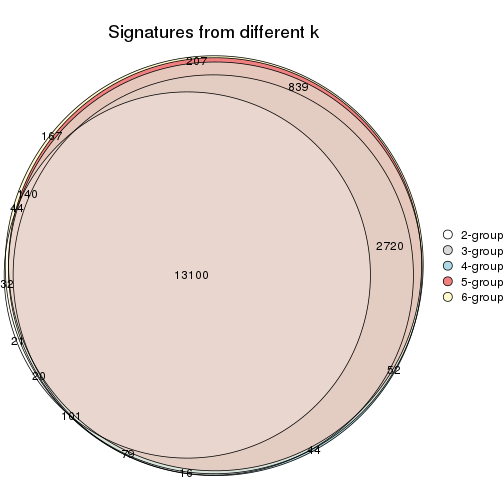 Signatures from different k
207
839
167
140
44
2720
13100
32
21
20
52
101
79
44
16
2-group
3-group
4-group
5-group
6-group